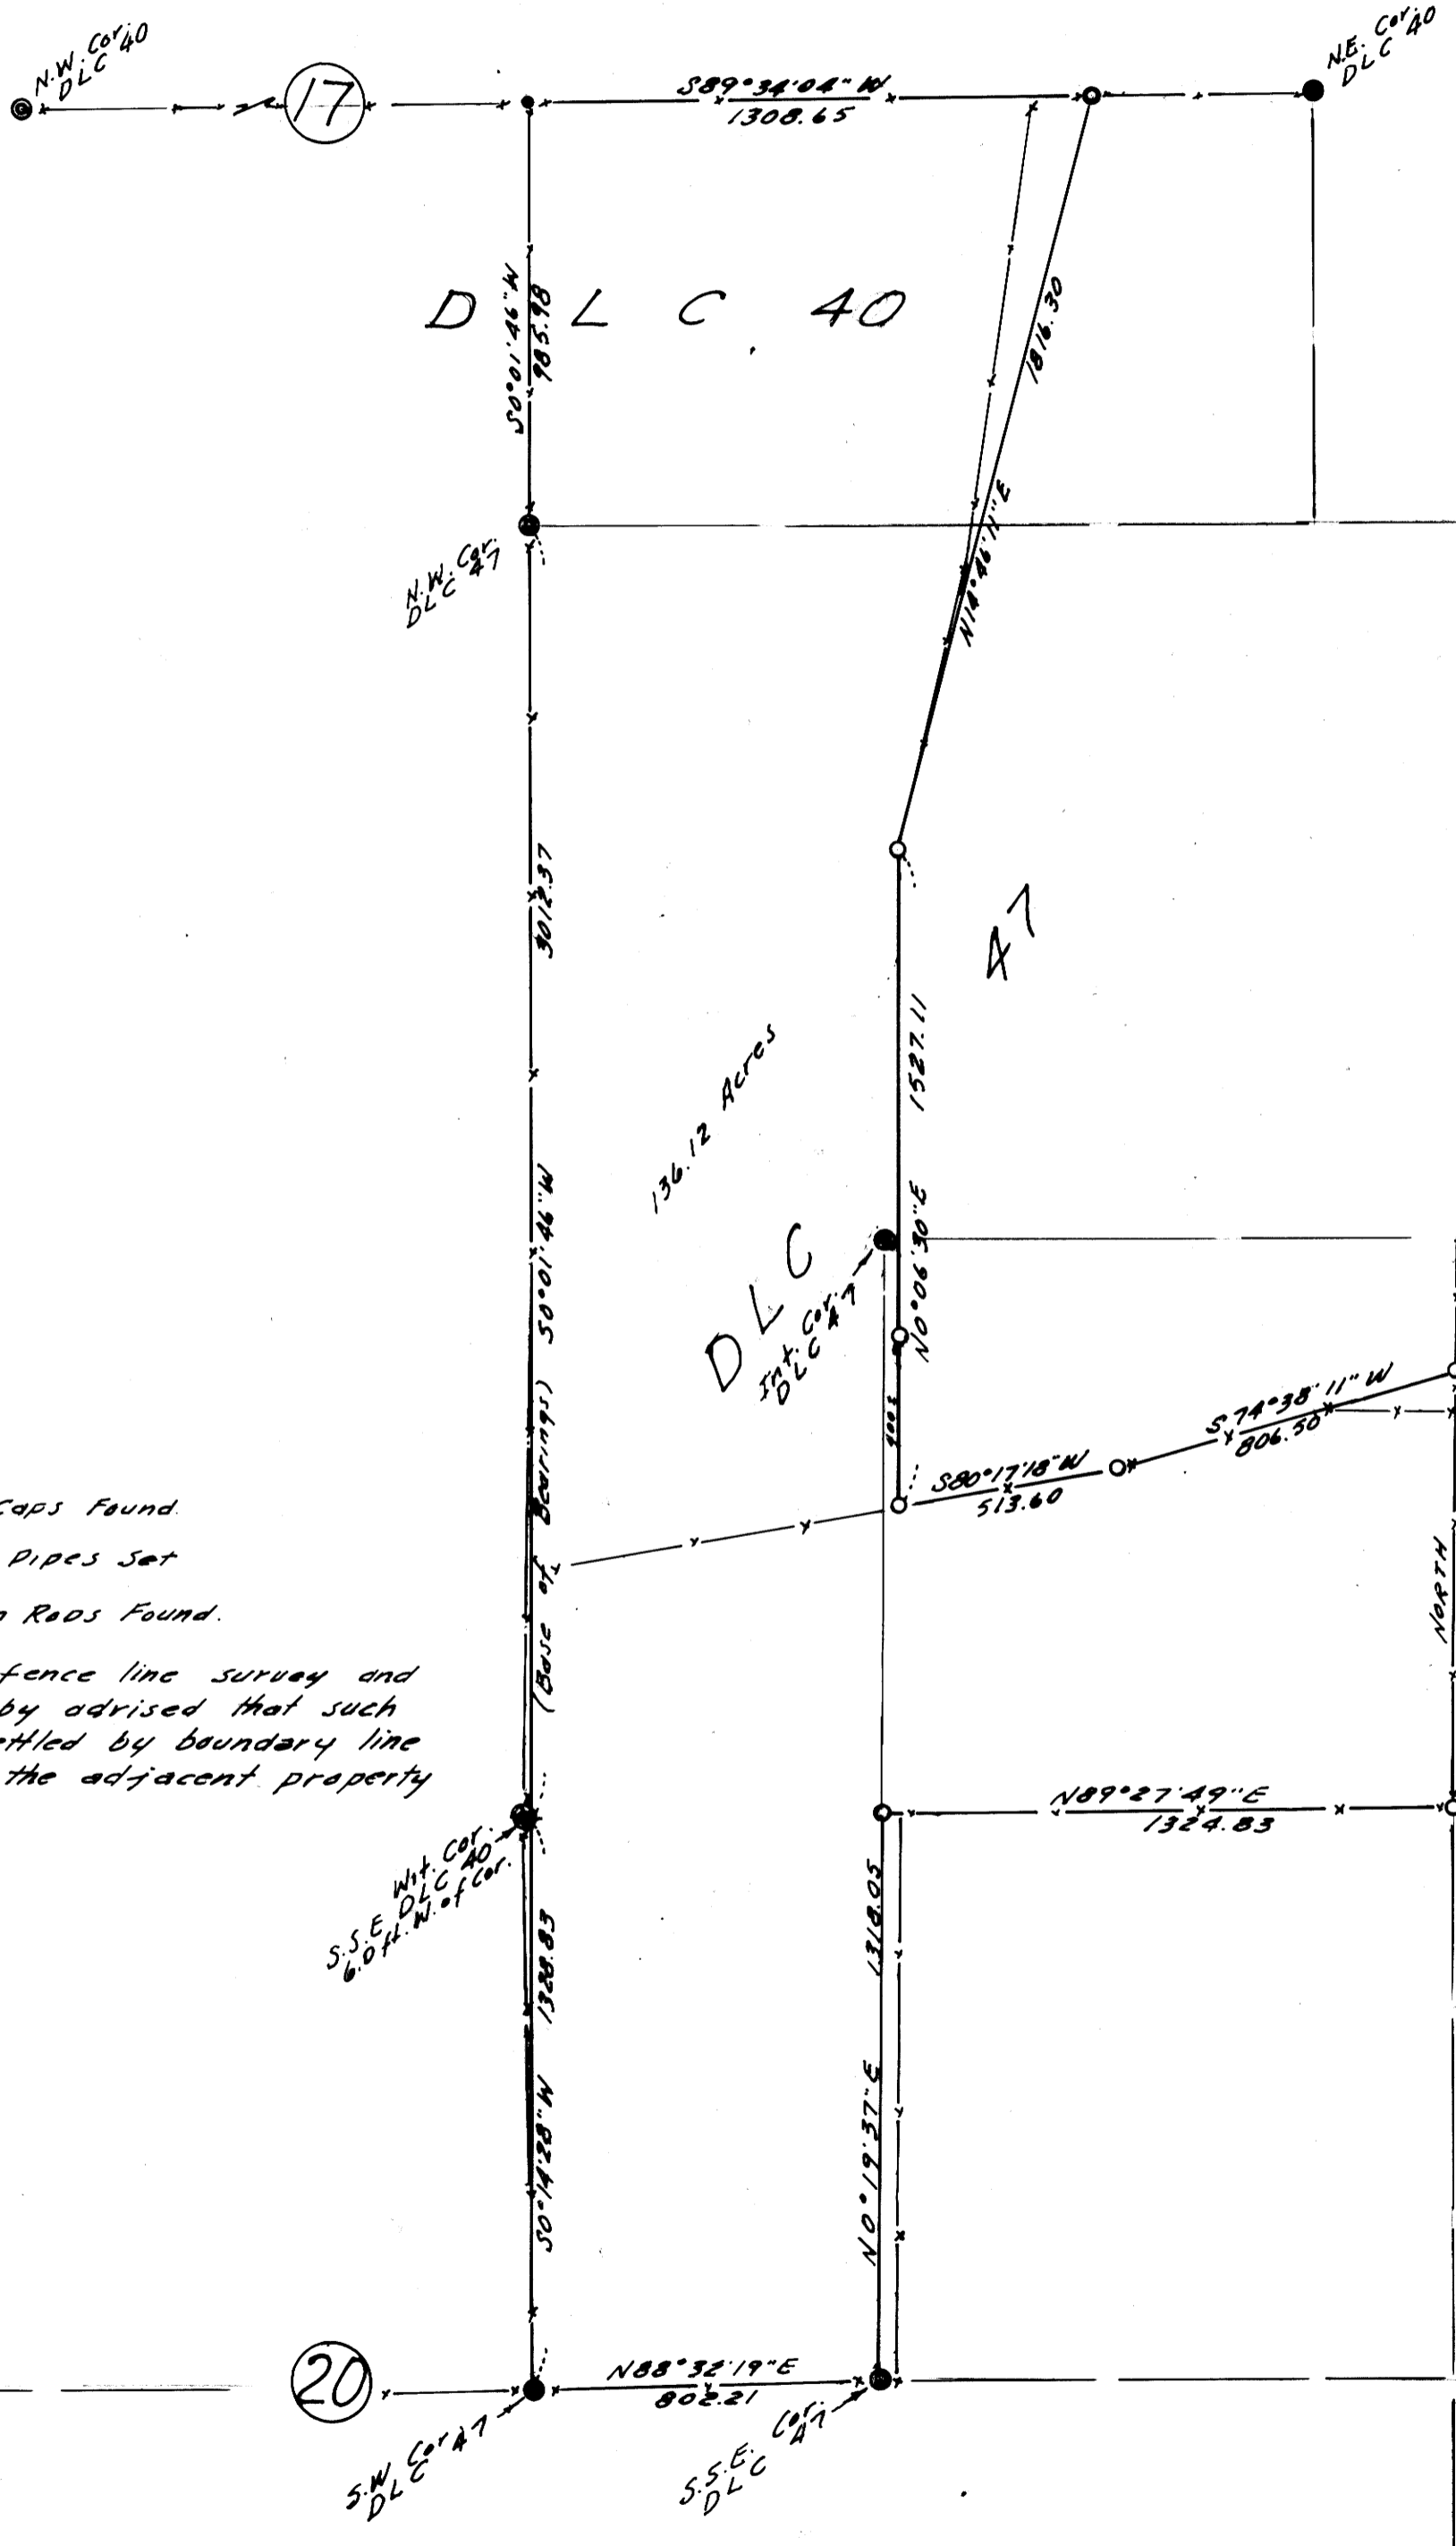 N.W. Cor.
DLC 40
17
S89°34'04"W
1308.65
N.E. Cor.
DLC 40
S0°01'46"W
985.98
D L C 40
1816.30
N14°46'11"E
N.W. Cor.
DLC 47
3012.37
47
1527.11
136.12 Acres
S0°01'46"W
(Base of Bearings)
DLC
Int. Cor.
DLC 47
N0°06'30"E
S74°38'11"W
806.50
S80°17'18"W
513.60
Caps Found.
Pipes Set
Rods Found.
fence line survey and
by advised that such
by boundary line
the adjacent property
NORTH
N89°27'49"E
1324.83
Wit. Cor.
S.S.E. DLC 40
6.0 ft. W. of Cor.
1318.05
1328.83
S0°14'28"W
N0°19'37"E
20
N88°32'19"E
802.21
S.W. Cor.
DLC 47
S.S.E. Cor.
DLC 47